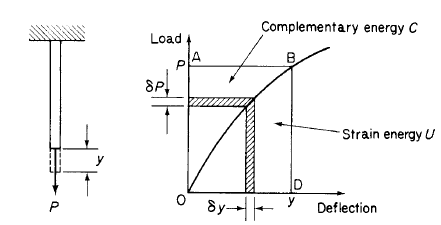 Complementary energy C
Load
A
B
P
δP
y
Strain energy U
P
O
D
δy
y
Deflection